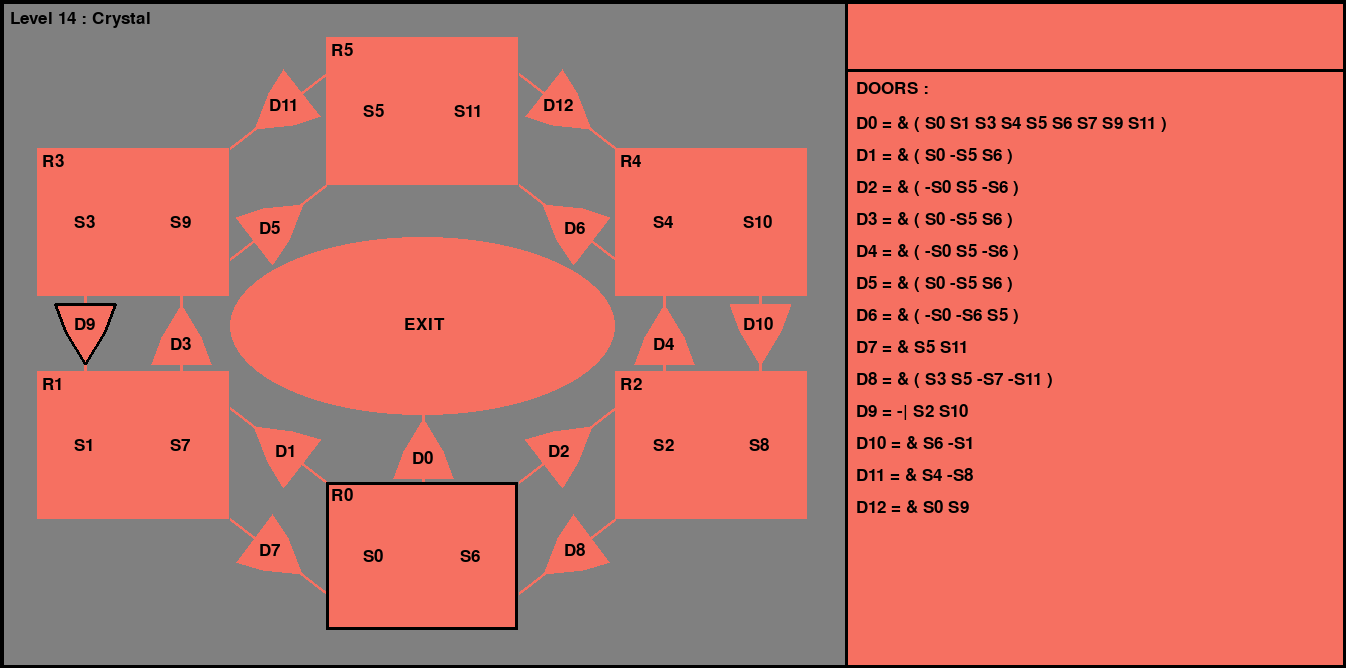 Level 14 : Crystal
R5
D11
S5 S11
D12
R3
R4
S3 S9
D5
D6
S4 S10
D9
D3
EXIT
D4
D10
R1
R2
S1 S7
D1
D0
D2
S2 S8
R0
D7
S0 S6
D8
DOORS :
D0 = & ( S0 S1 S3 S4 S5 S6 S7 S9 S11 )
D1 = & ( S0 -S5 S6 )
D2 = & ( -S0 S5 -S6 )
D3 = & ( S0 -S5 S6 )
D4 = & ( -S0 S5 -S6 )
D5 = & ( S0 -S5 S6 )
D6 = & ( -S0 -S6 S5 )
D7 = & S5 S11
D8 = & ( S3 S5 -S7 -S11 )
D9 = -| S2 S10
D10 = & S6 -S1
D11 = & S4 -S8
D12 = & S0 S9